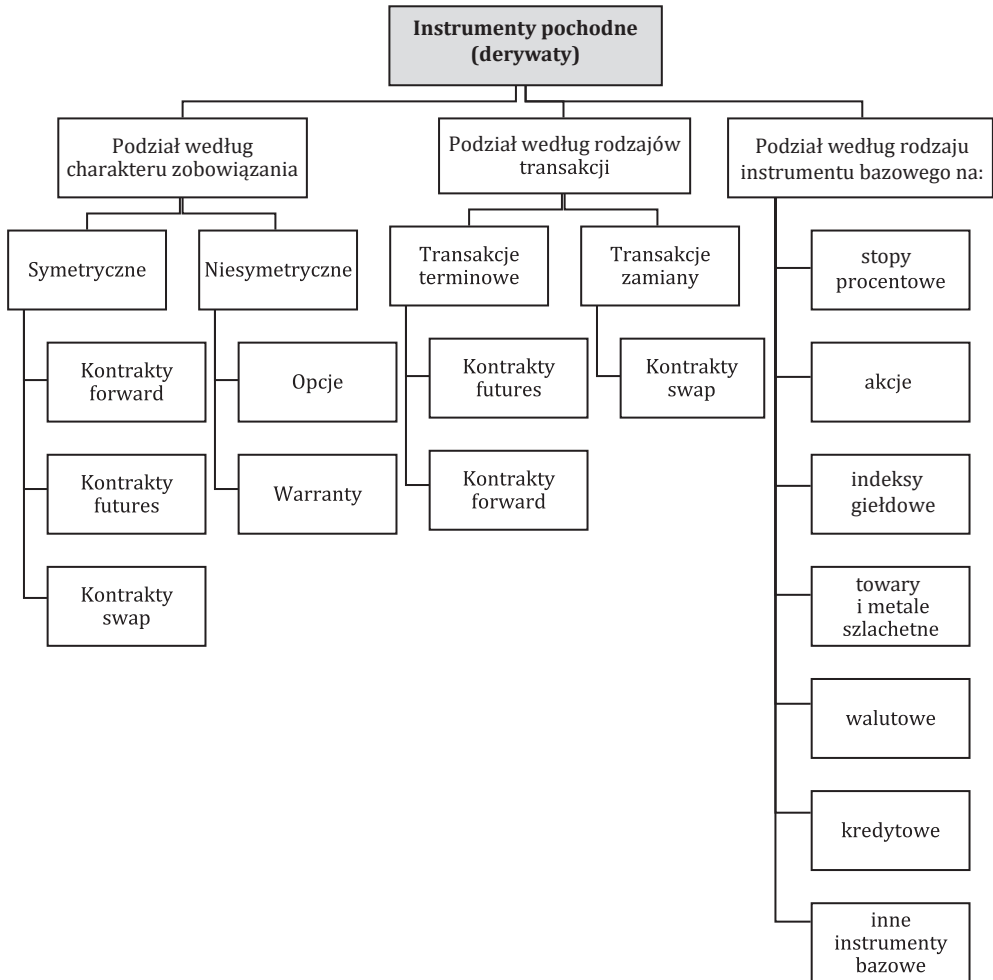 Instrumenty pochodne
(derywaty)
Podział według
charakteru zobowiązania
Podział według rodzajów
transakcji
Podział według rodzaju
instrumentu bazowego na:
Symetryczne
Niesymetryczne
Transakcje
terminowe
Transakcje
zamiany
Kontrakty
forward
Kontrakty
futures
Kontrakty
swap
Opcje
Warranty
Kontrakty
futures
Kontrakty
forward
Kontrakty
swap
stopy
procentowe
akcje
indeksy
giełdowe
towary
i metale
szlachetne
walutowe
kredytowe
inne
instrumenty
bazowe